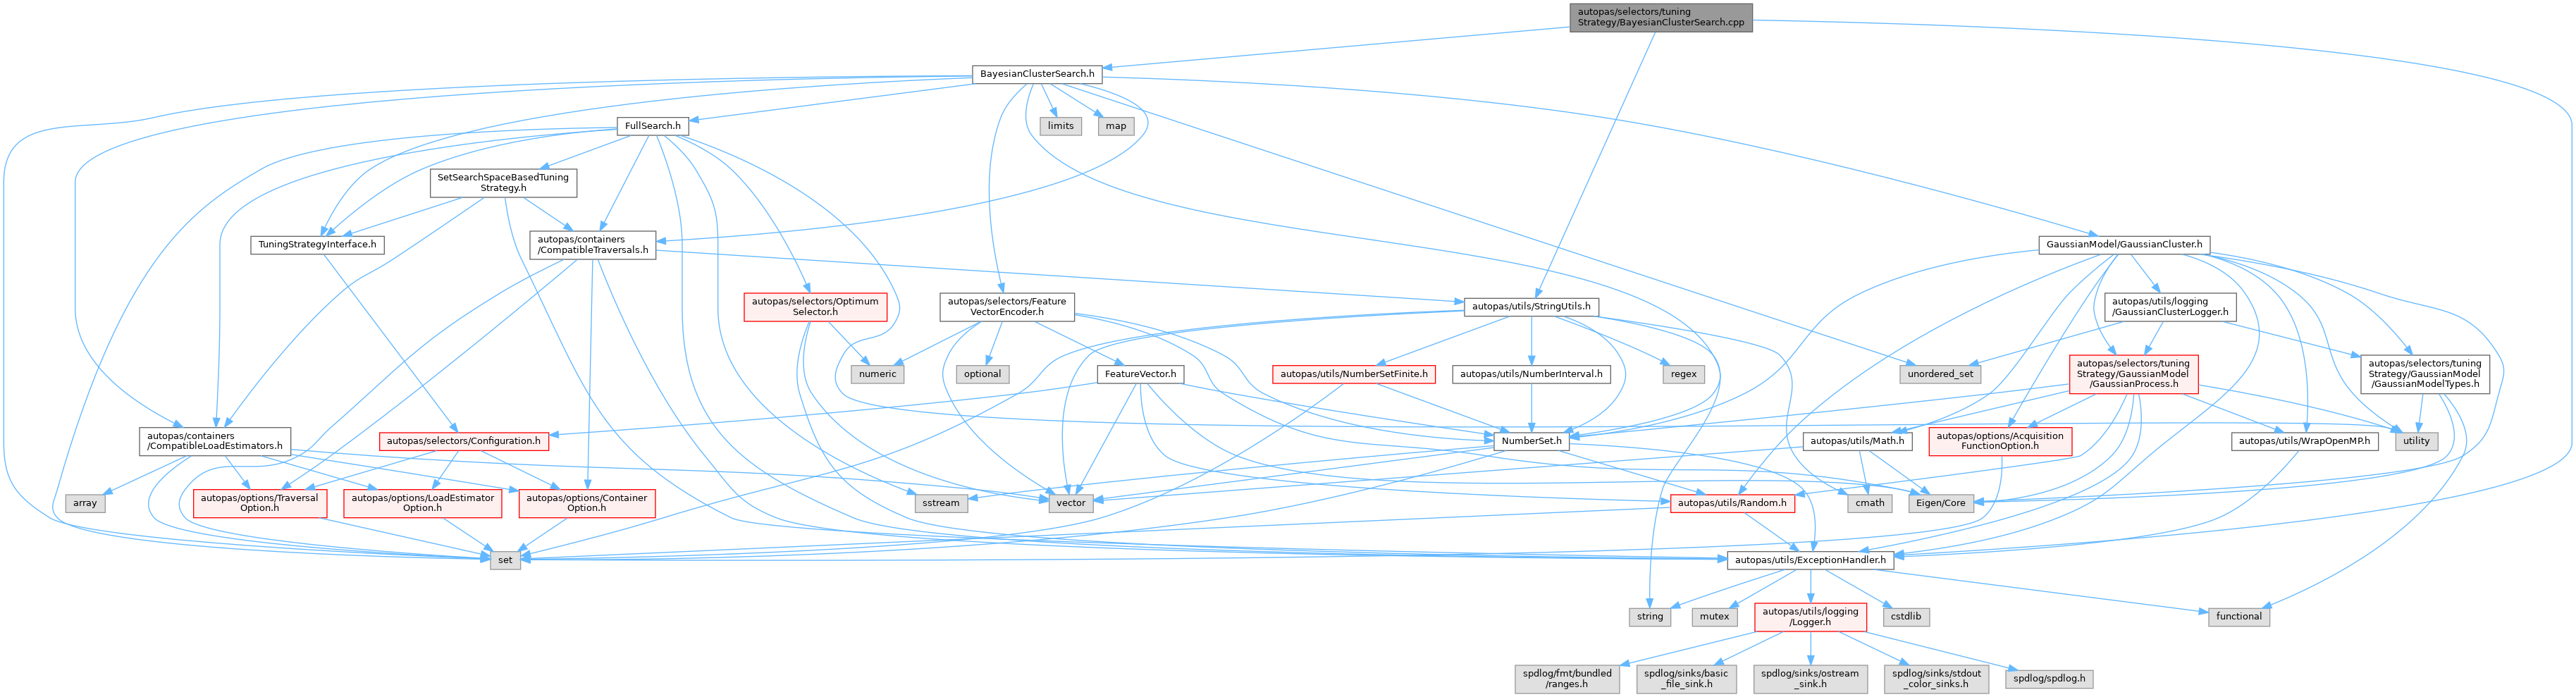 autopas/selectors/tuning
Strategy/BayesianClusterSearch.cpp
BayesianClusterSearch.h
FullSearch.h
limits
map
SetSearchSpaceBasedTuning
Strategy.h
TuningStrategyInterface.h
autopas/containers
/CompatibleTraversals.h
GaussianModel/GaussianCluster.h
autopas/selectors/Optimum
Selector.h
autopas/selectors/Feature
VectorEncoder.h
autopas/utils/StringUtils.h
autopas/utils/logging
/GaussianClusterLogger.h
numeric
optional
FeatureVector.h
autopas/utils/NumberSetFinite.h
autopas/utils/NumberInterval.h
regex
unordered_set
autopas/selectors/tuning
Strategy/GaussianModel
/GaussianProcess.h
autopas/selectors/tuning
Strategy/GaussianModel
/GaussianModelTypes.h
autopas/containers
/CompatibleLoadEstimators.h
autopas/selectors/Configuration.h
NumberSet.h
autopas/utils/Math.h
autopas/options/Acquisition
FunctionOption.h
autopas/utils/WrapOpenMP.h
utility
array
autopas/options/Traversal
Option.h
autopas/options/LoadEstimator
Option.h
autopas/options/Container
Option.h
sstream
vector
autopas/utils/Random.h
cmath
Eigen/Core
set
autopas/utils/ExceptionHandler.h
string
mutex
autopas/utils/logging
/Logger.h
cstdlib
functional
spdlog/fmt/bundled
/ranges.h
spdlog/sinks/basic
_file_sink.h
spdlog/sinks/ostream
_sink.h
spdlog/sinks/stdout
_color_sinks.h
spdlog/spdlog.h